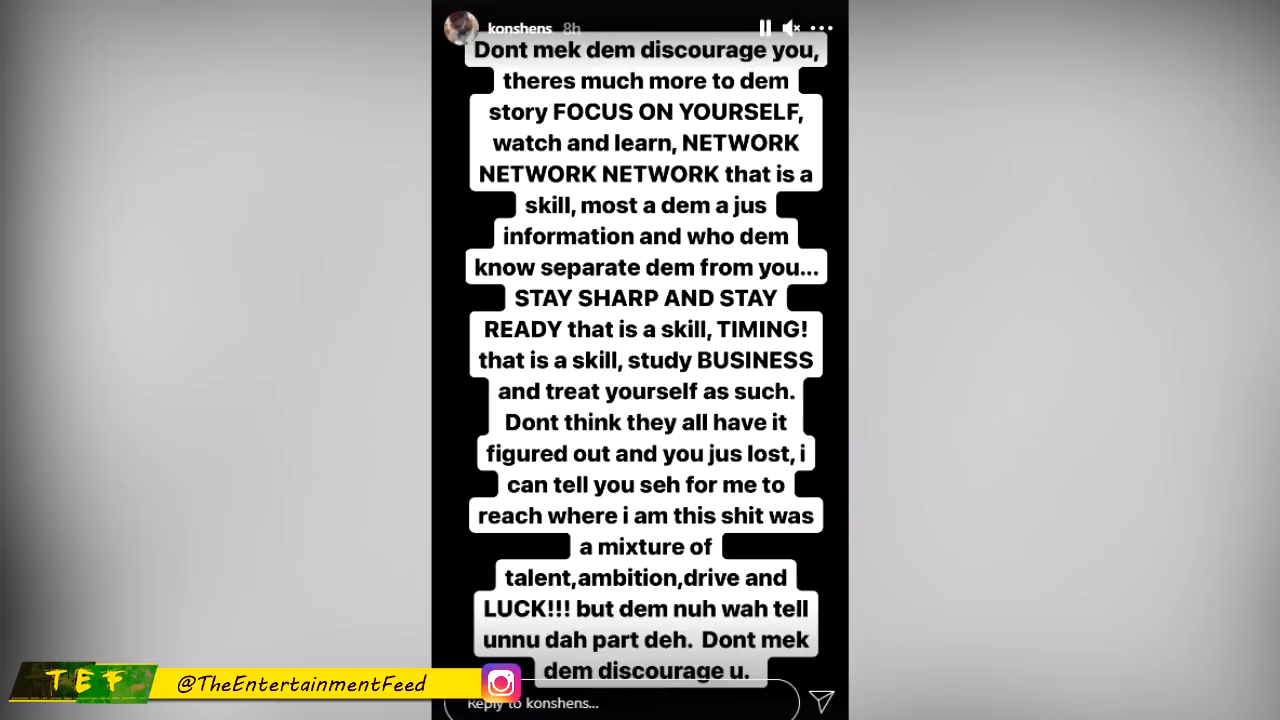 konshens 8h
Dont mek dem discourage you,
theres much more to dem
story FOCUS ON YOURSELF,
watch and learn, NETWORK
NETWORK NETWORK that is a
skill, most a dem a jus
information and who dem
know separate dem from you...
STAY SHARP AND STAY
READY that is a skill, TIMING!
that is a skill, study BUSINESS
and treat yourself as such.
Dont think they all have it
figured out and you jus lost, i
can tell you seh for me to
reach where i am this shit was
a mixture of
talent,ambition,drive and
LUCK!!! but dem nuh wah tell
unnu dah part deh. Dont mek
dem discourage u.
Reply to konshens...
TEF
@TheEntertainmentFeed